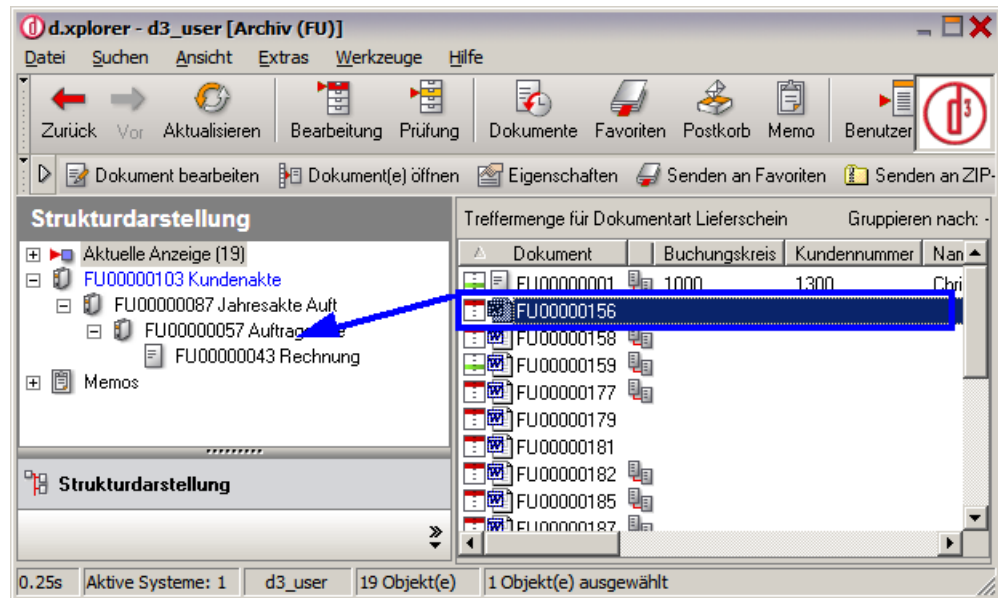 d.xplorer - d3_user [Archiv (FU)]
Datei Suchen Ansicht Extras Werkzeuge Hilfe
Zurück Vor Aktualisieren Bearbeitung Prüfung Dokumente Favoriten Postkorb Memo Benutzer d3
Dokument bearbeiten Dokument(e) öffnen Eigenschaften Senden an Favoriten Senden an ZIP-
Strukturdarstellung
Aktuelle Anzeige (19)
FU00000103 Kundenakte
FU00000087 Jahresakte Auft
FU00000057
FU00000043 Rechnung
Memos
Strukturdarstellung
Treffermenge für Dokumentart Lieferschein Gruppieren nach: -
Dokument Buchungskreis Kundennummer Nan
FU00000001 1000 1300 Chri
FU00000156
FU00000158
FU00000159
FU00000177
FU00000179
FU00000181
FU00000182
FU00000185
FU00000187
0.25s Aktive Systeme: 1 d3_user 19 Objekt(e) 1 Objekt(e) ausgewählt